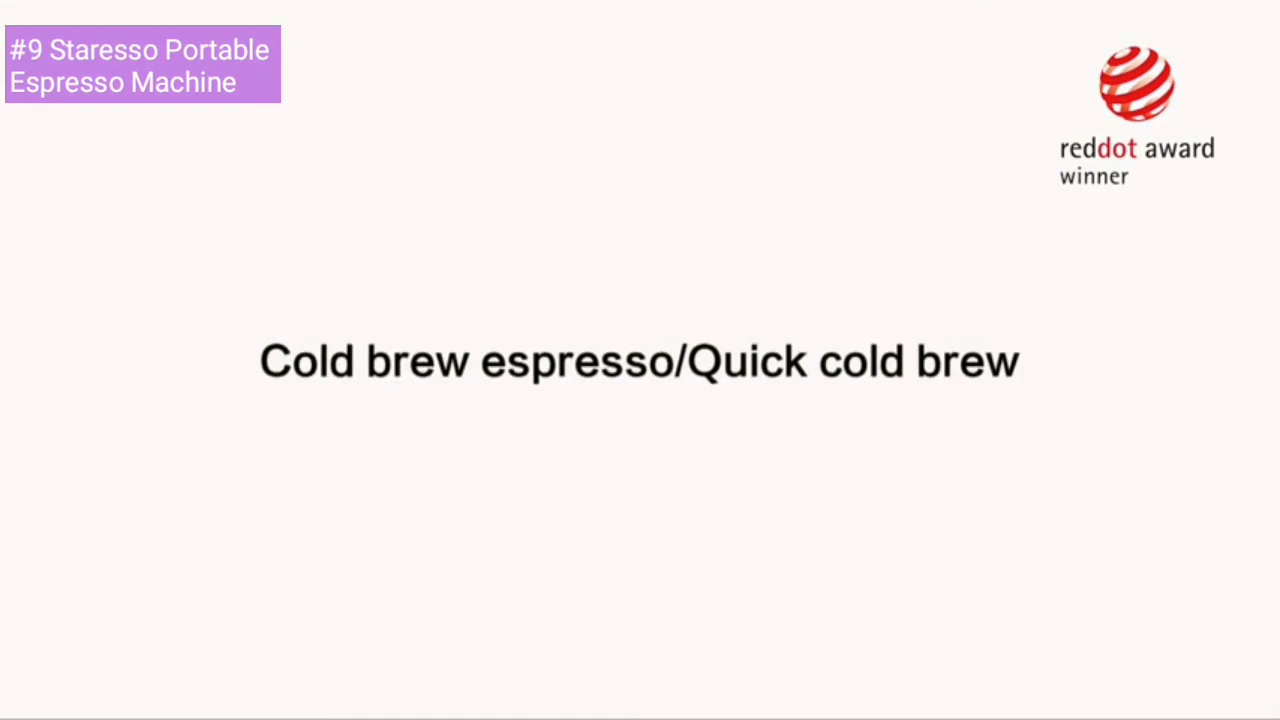 #9 Staresso Portable
Espresso Machine
reddot award
winner
Cold brew espresso/Quick cold brew